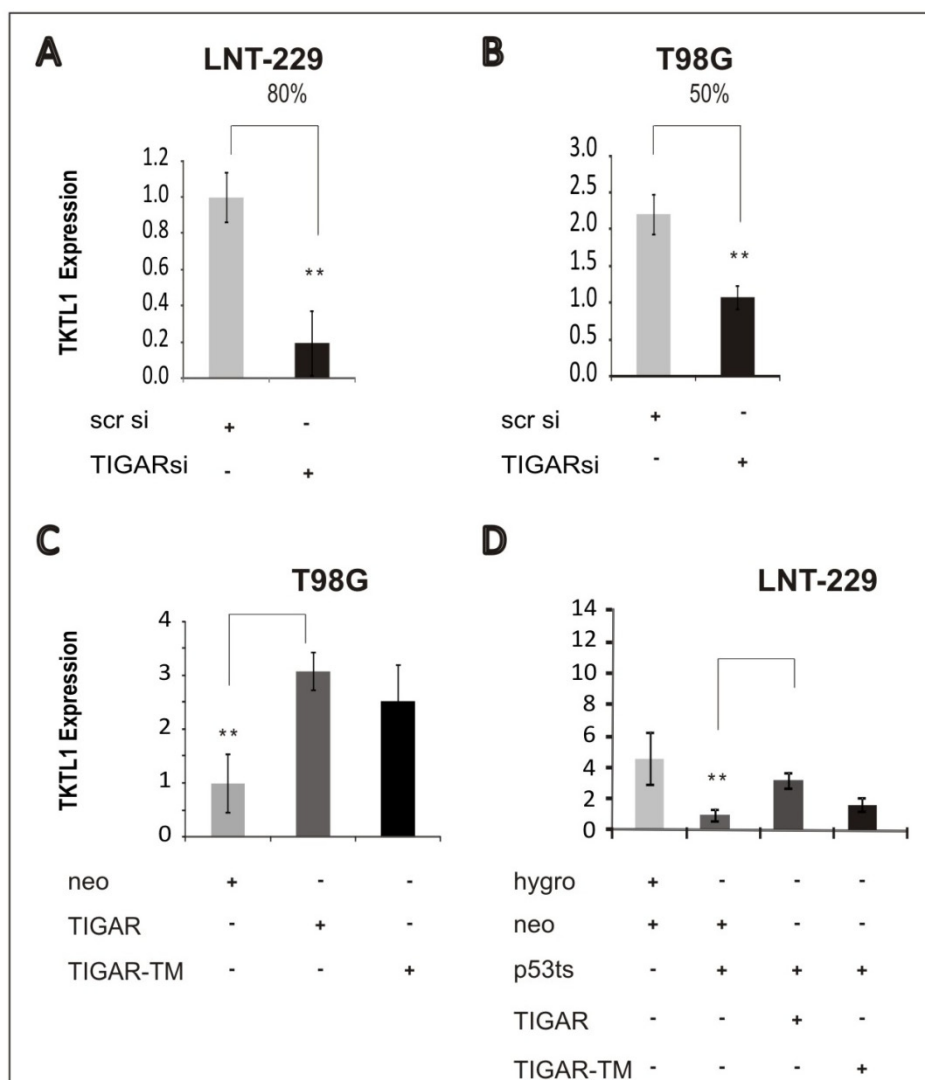 A
LNT-229
80%
TKTL1 Expression
1.2
1.0
0.8
0.6
0.4
0.2
0.0
**
scr si + -
TIGARsi - +
B
T98G
50%
3.0
2.5
2.0
1.5
1.0
0.5
0.0
**
scr si + -
TIGARsi - +
C
T98G
TKTL1 Expression
4
3
2
1
0
**
neo + - -
TIGAR - + -
TIGAR-TM - - +
D
LNT-229
14
12
10
8
6
4
2
0
**
hygro + - - -
neo + + - -
p53ts - + + +
TIGAR - - + -
TIGAR-TM - - - +